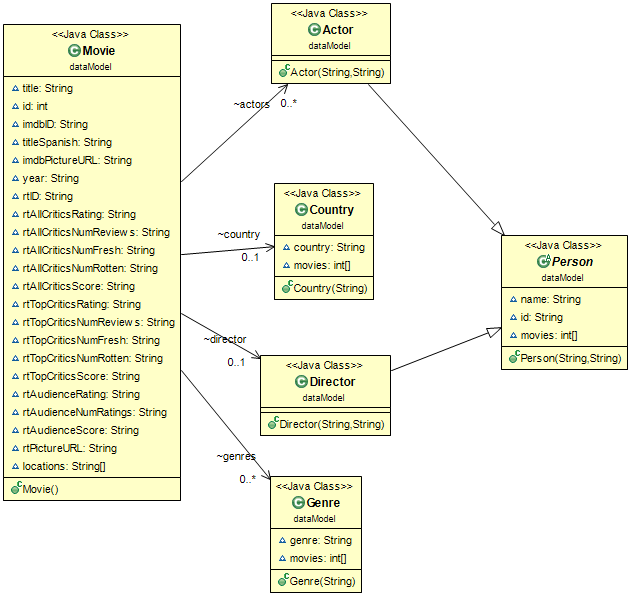 <<Java Class>>
Movie
dataModel
title: String
id: int
imdbID: String
titleSpanish: String
imdbPictureURL: String
year: String
rtID: String
rtAllCriticsRating: String
rtAllCriticsNumReviews: String
rtAllCriticsNumFresh: String
rtAllCriticsNumRotten: String
rtAllCriticsScore: String
rtTopCriticsRating: String
rtTopCriticsNumReviews: String
rtTopCriticsNumFresh: String
rtTopCriticsNumRotten: String
rtTopCriticsScore: String
rtAudienceRating: String
rtAudienceNumRatings: String
rtAudienceScore: String
rtPictureURL: String
locations: String[]
C Movie()
~actors
0..*
~country
0..1
~director
0..1
~genres
0..*
<<Java Class>>
Actor
dataModel
C Actor(String,String)
<<Java Class>>
Country
dataModel
country: String
movies: int[]
C Country(String)
<<Java Class>>
Director
dataModel
C Director(String,String)
<<Java Class>>
Genre
dataModel
genre: String
movies: int[]
C Genre(String)
<<Java Class>>
Person
dataModel
name: String
id: String
movies: int[]
C Person(String,String)